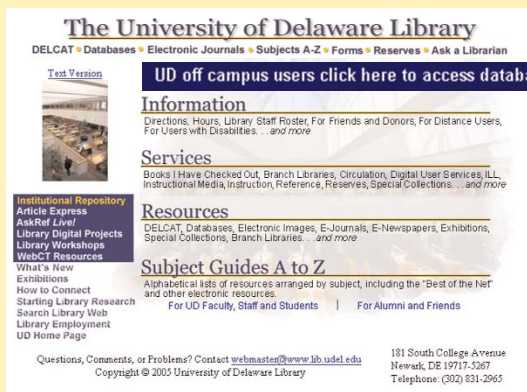 The University of Delaware Library
DELCAT • Databases • Electronic Journals • Subjects A-Z • Forms • Reserves • Ask a Librarian
Text Version
UD off campus users click here to access databa
Information
Directions, Hours, Library Staff Roster, For Friends and Donors, For Distance Users,
For Users with Disabilities. . .and more
Services
Books I Have Checked Out, Branch Libraries, Circulation, Digital User Services, ILL,
Instructional Media, Instruction, Reference, Reserves, Special Collections. . .and more
Resources
DELCAT, Databases, Electronic Images, E-Journals, E-Newspapers, Exhibitions,
Special Collections, Branch Libraries. . .and more
Subject Guides A to Z
Alphabetical lists of resources arranged by subject, including the "Best of the Net"
and other electronic resources.
For UD Faculty, Staff and Students | For Alumni and Friends
Institutional Repository
Article Express
AskRef Live!
Library Digital Projects
Library Workshops
WebCT Resources
What's New
Exhibitions
How to Connect
Starting Library Research
Search Library Web
Library Employment
UD Home Page
Questions, Comments, or Problems? Contact webmaster@www.lib.udel.edu
Copyright © 2005 University of Delaware Library
181 South College Avenue
Newark, DE 19717-5267
Telephone: (302) 831-2965